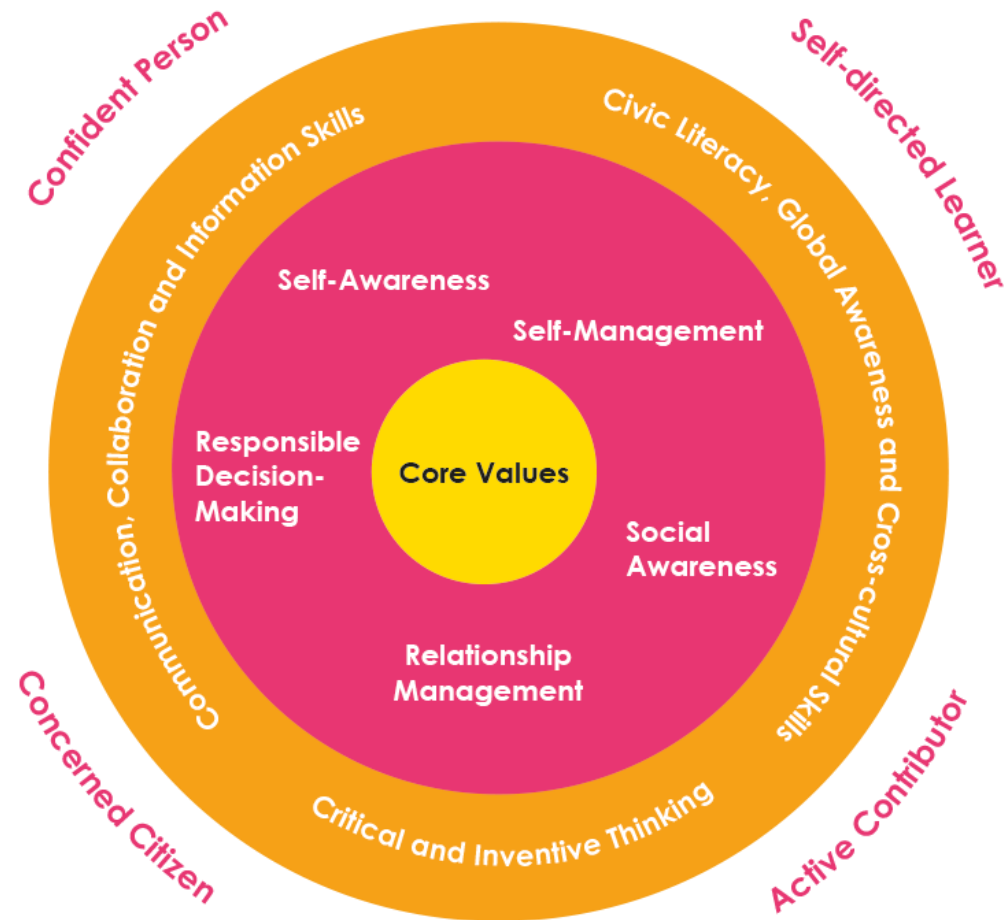 Confident Person
Self-directed Learner
Communication, Collaboration and Information Skills
Civic Literacy, Global Awareness and Cross-cultural Skills
Self-Awareness
Self-Management
Responsible
Decision-
Making
Core Values
Social
Awareness
Relationship
Management
Critical and Inventive Thinking
Concerned Citizen
Active Contributor